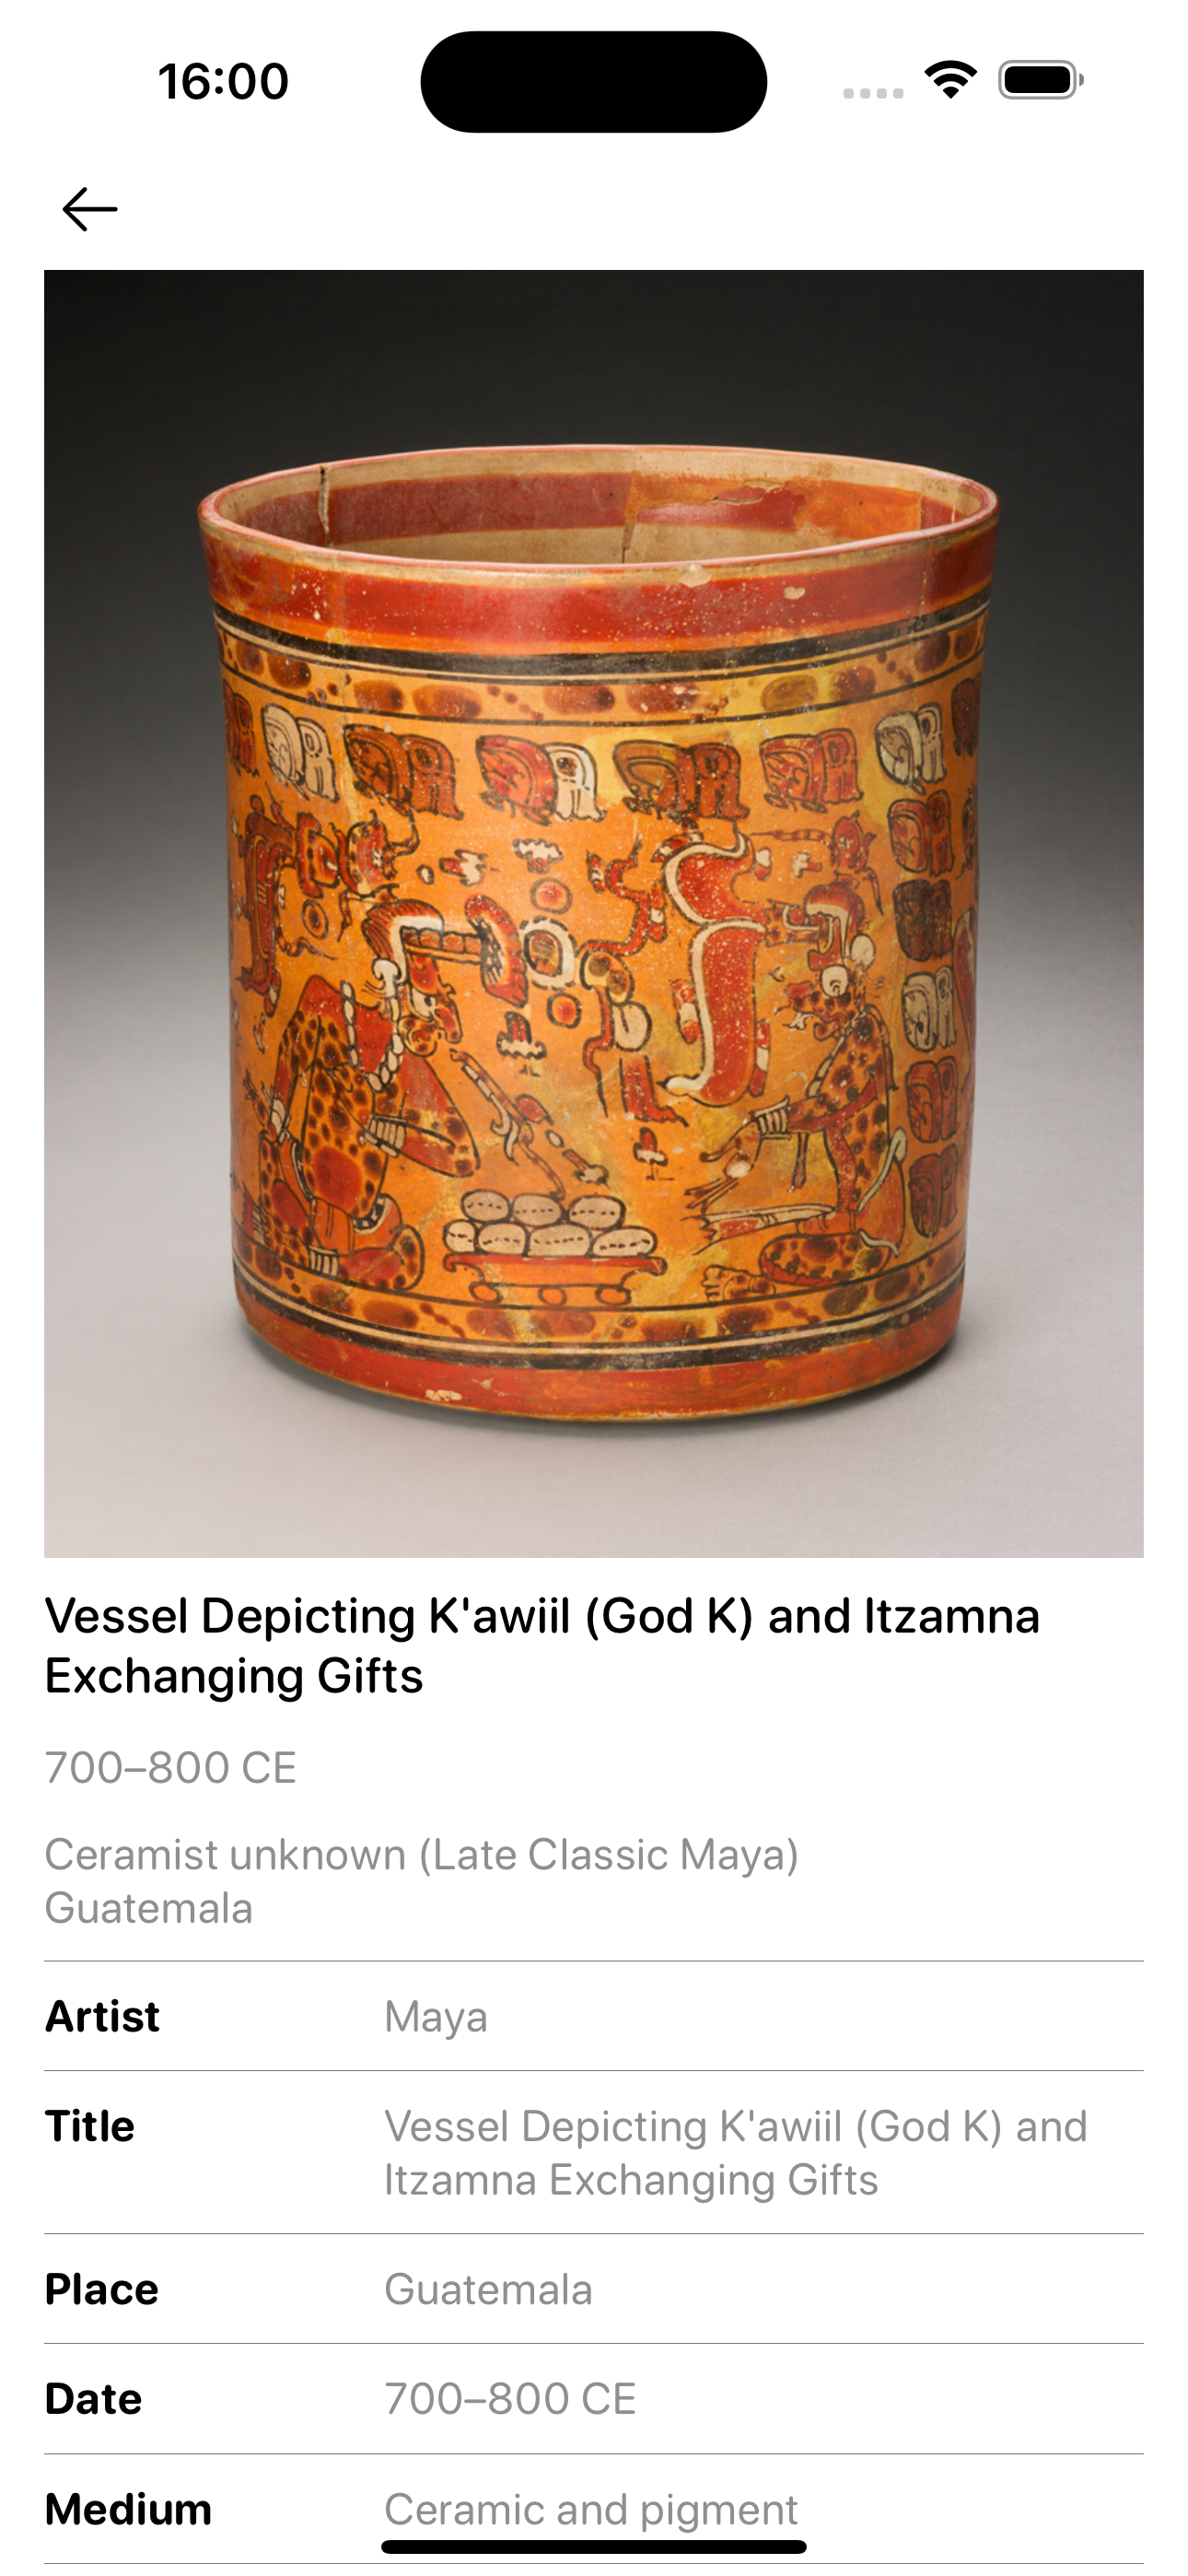 16:00
Vessel Depicting K'awiil (God K) and Itzamna
Exchanging Gifts
700–800 CE
Ceramist unknown (Late Classic Maya)
Guatemala
Artist Maya
Title Vessel Depicting K'awiil (God K) and
Itzamna Exchanging Gifts
Place Guatemala
Date 700–800 CE
Medium Ceramic and pigment